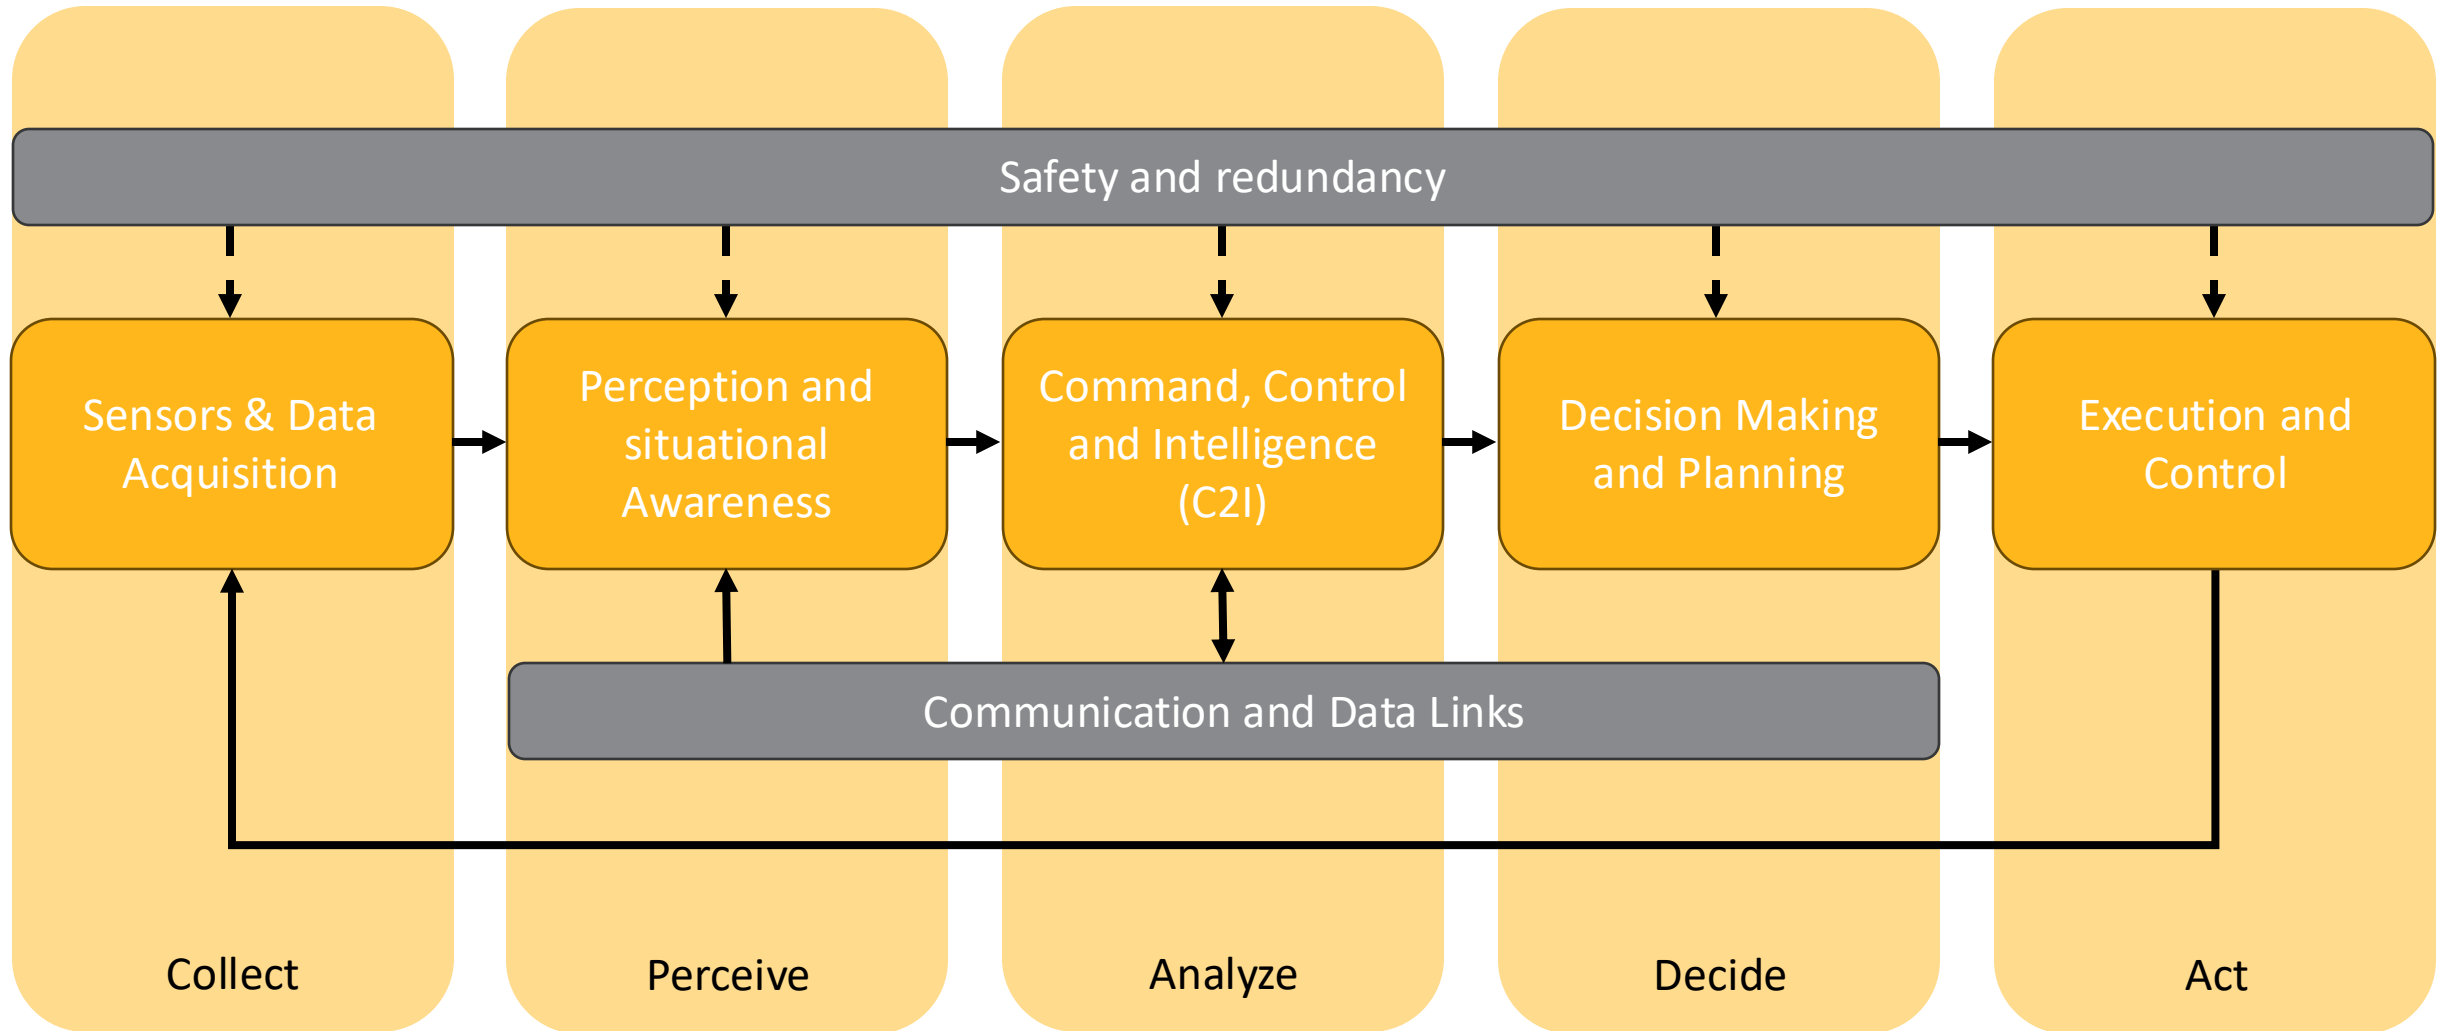 Safety and redundancy
Sensors & Data
Acquisition
Perception and
situational
Awareness
Command, Control
and Intelligence
(C2I)
Decision Making
and Planning
Execution and
Control
Communication and Data Links
Collect
Perceive
Analyze
Decide
Act